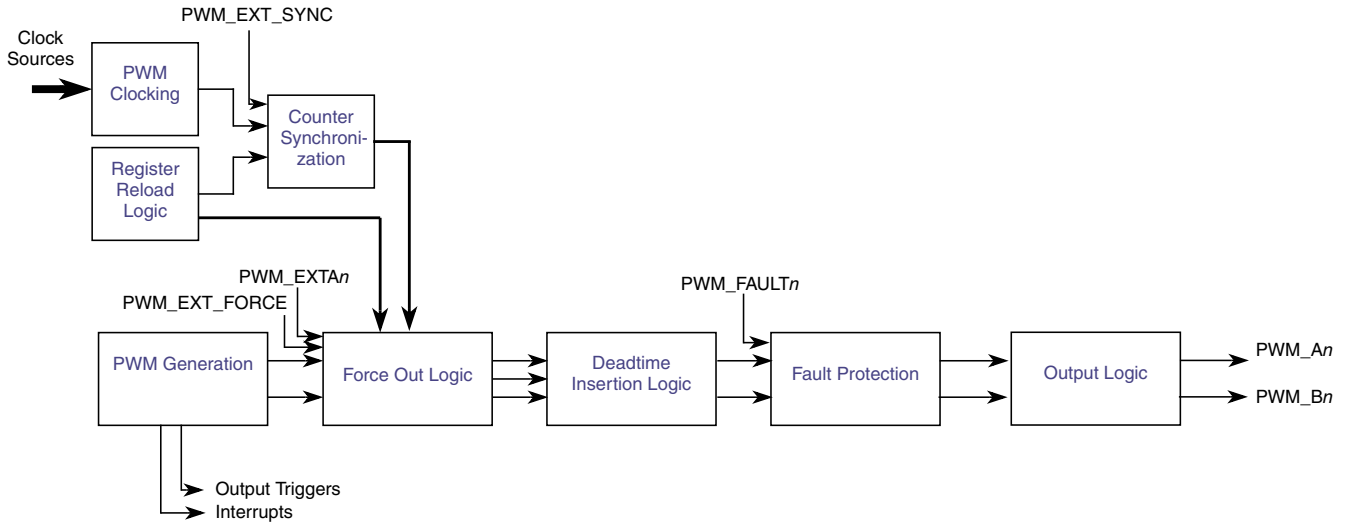 PWM_EXT_SYNC
Clock
Sources
PWM
Clocking
Counter
Synchroni-
zation
Register
Reload
Logic
PWM_EXTAn
PWM_EXT_FORCE
PWM_FAULTn
PWM Generation
Force Out Logic
Deadtime
Insertion Logic
Fault Protection
Output Logic
PWM_An
PWM_Bn
Output Triggers
Interrupts